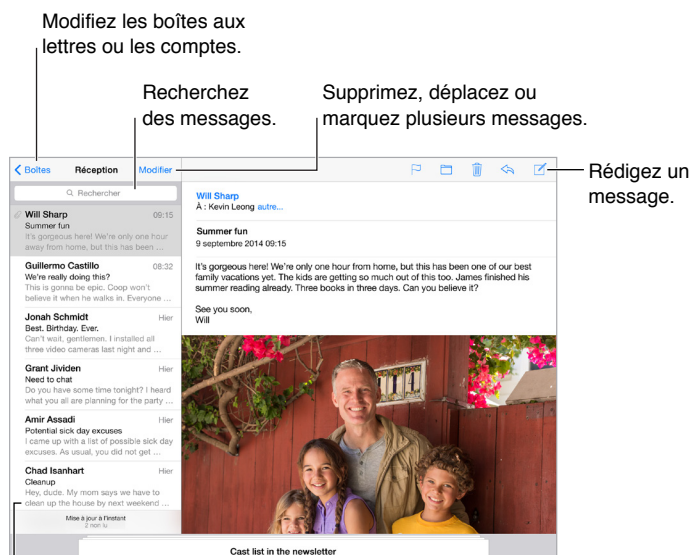 Modifiez les boîtes aux
lettres ou les comptes.
Recherchez
des messages.
Supprimez, déplacez ou
marquez plusieurs messages.
Rédigez un
message.
Boîtes
Réception
Modifier
Rechercher
Will Sharp 09:15
Summer fun
It's gorgeous here! We're only one hour
away from home, but this has been ...
Guillermo Castillo 08:32
We're really doing this?
This is gonna be epic. Coop won't
believe it when he walks in. Everyone ...
Jonah Schmidt Hier
Best. Birthday. Ever.
Can't wait, gentlemen. I installed all
three video cameras last night and ...
Grant Jividen Hier
Need to chat
Do you have some time tonight? I heard
what you all are planning for the party ...
Amir Assadi Hier
Potential sick day excuses
I came up with a list of possible sick day
excuses. As usual, you did not get ...
Chad Isanhart Hier
Cleanup
Hey, dude. My mom says we have to
clean up the house by next weekend ...
Mise à jour à l'instant
2 non lu
Will Sharp
À : Kevin Leong autre...
Summer fun
9 septembre 2014 09:15
It's gorgeous here! We're only one hour from home, but this has been one of our best
family vacations yet. The kids are getting so much out of this too. James finished his
summer reading already. Three books in three days. Can you believe it?
See you soon,
Will
114
Cast list in the newsletter